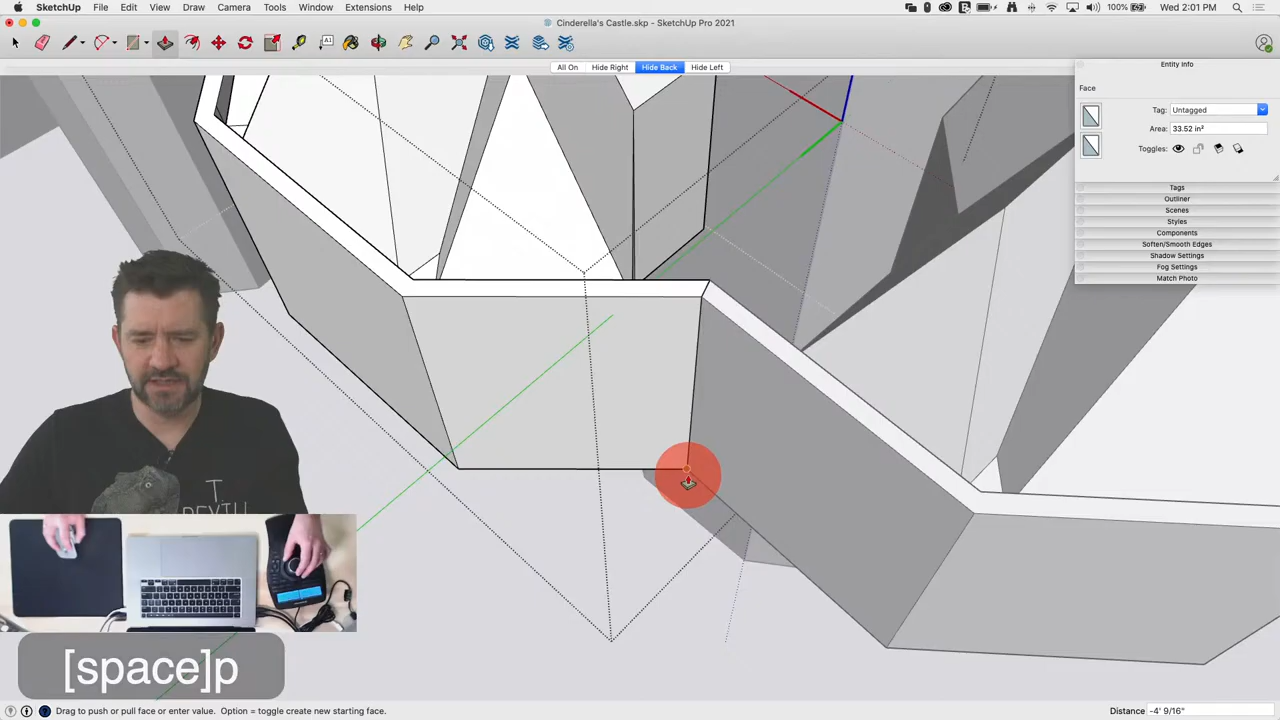 SketchUp File Edit View Draw Camera Tools Window Extensions Help 100% Wed 2:01 PM
Cinderella's Castle.skp - SketchUp Pro 2021
All On Hide Right Hide Back Hide Left
Entity Info
Face
Tag: Untagged
Area: 33.52 in²
Toggles:
Tags
Outliner
Scenes
Styles
Components
Soften/Smooth Edges
Shadow Settings
Fog Settings
Match Photo
T
DEVIL
[space]p
Drag to push or pull face or enter value. Option = toggle create new starting face. Distance -4' 9/16"